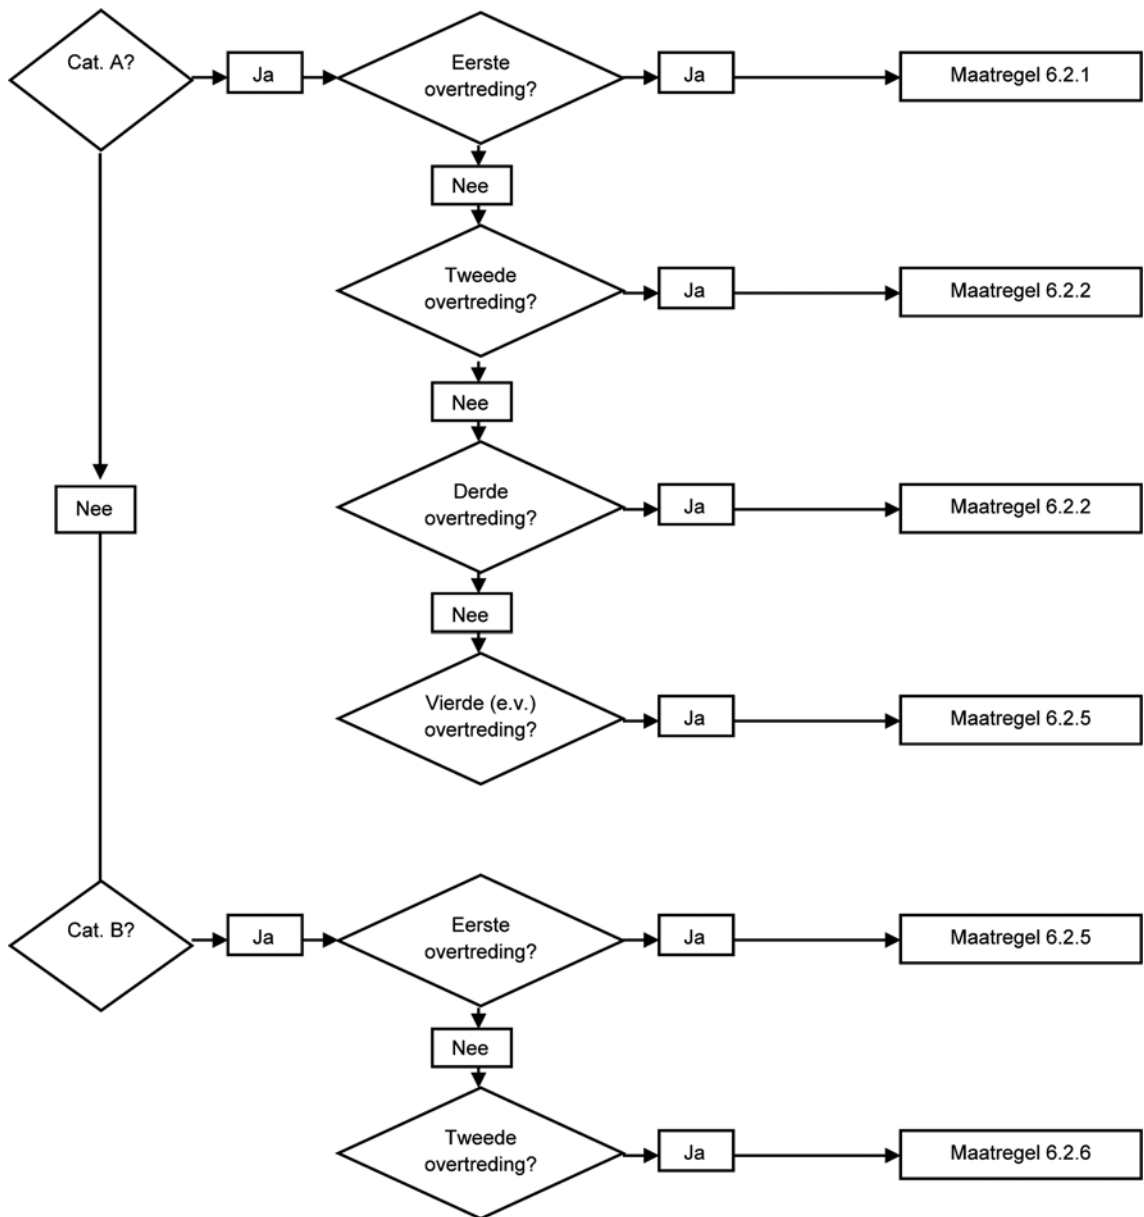 Cat. A?
Ja
Eerste
overtreding?
Ja
Maatregel 6.2.1
Nee
Tweede
overtreding?
Ja
Maatregel 6.2.2
Nee
Derde
overtreding?
Ja
Maatregel 6.2.2
Nee
Nee
Vierde (e.v.)
overtreding?
Ja
Maatregel 6.2.5
Cat. B?
Ja
Eerste
overtreding?
Ja
Maatregel 6.2.5
Nee
Tweede
overtreding?
Ja
Maatregel 6.2.6